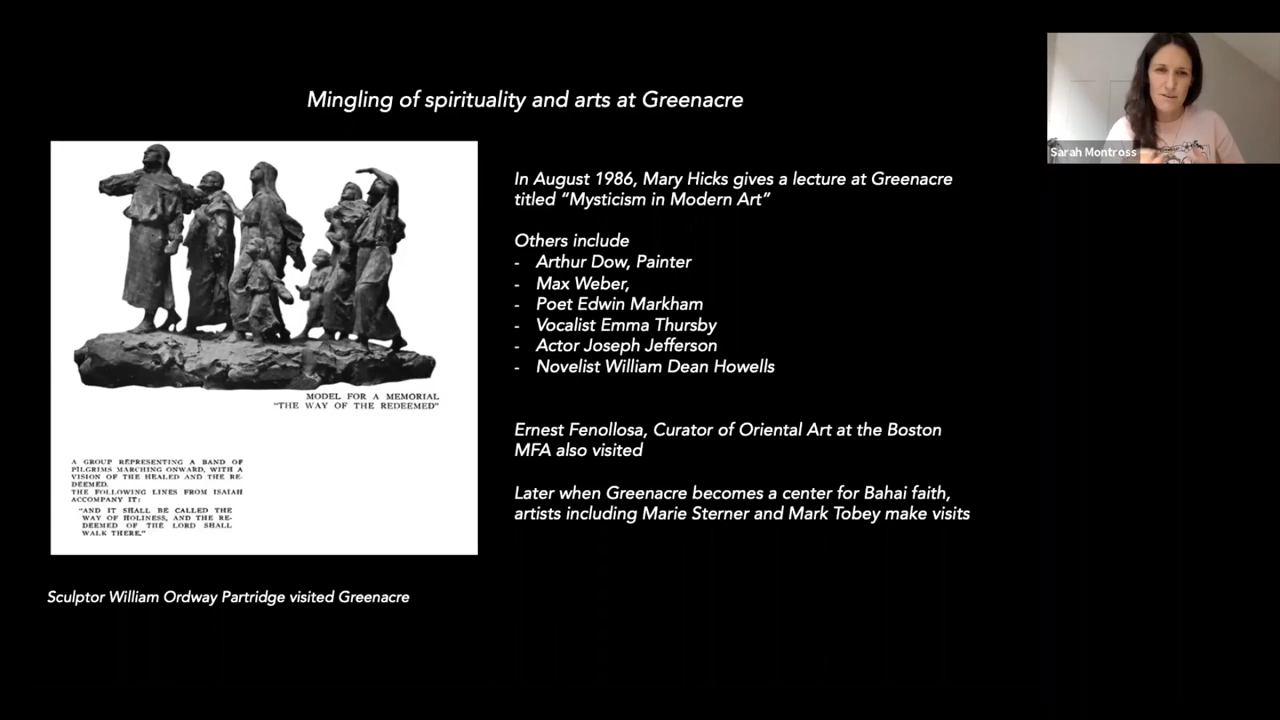 Mingling of spirituality and arts at Greenacre
Sarah Montross
MODEL FOR A MEMORIAL
"THE WAY OF THE REDEEMED"
A GROUP REPRESENTING A BAND OF
PILGRIMS MARCHING ONWARD, WITH A
VISION OF THE HEALED AND THE RE-
DEEMED.
THE FOLLOWING LINES FROM ISAIAH
ACCOMPANY IT:
"AND IT SHALL BE CALLED THE
WAY OF HOLINESS, AND THE RE-
DEEMED OF THE LORD SHALL
WALK THERE."
Sculptor William Ordway Partridge visited Greenacre
In August 1986, Mary Hicks gives a lecture at Greenacre
titled “Mysticism in Modern Art”
Others include
- Arthur Dow, Painter
- Max Weber,
- Poet Edwin Markham
- Vocalist Emma Thursby
- Actor Joseph Jefferson
- Novelist William Dean Howells
Ernest Fenollosa, Curator of Oriental Art at the Boston
MFA also visited
Later when Greenacre becomes a center for Bahai faith,
artists including Marie Sterner and Mark Tobey make visits